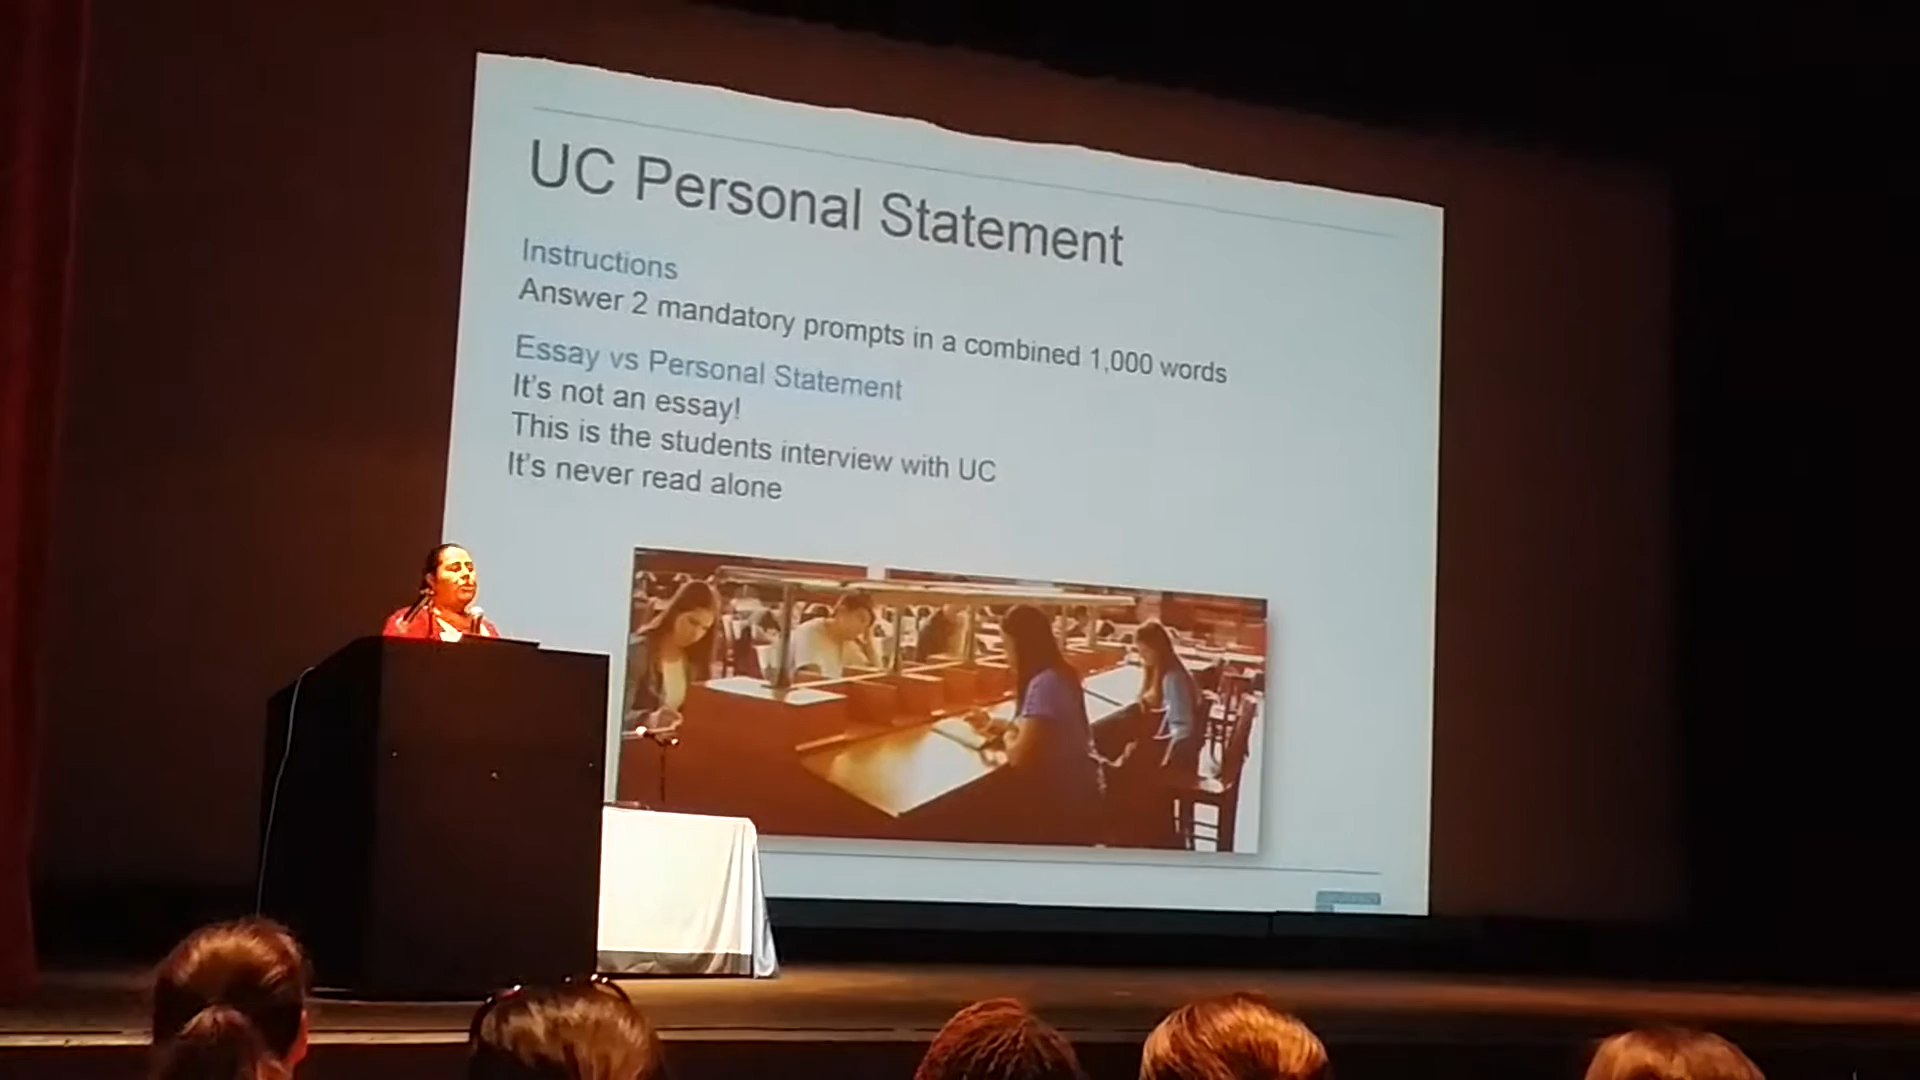 UC Personal Statement
Instructions
Answer 2 mandatory prompts in a combined 1,000 words
Essay vs Personal Statement
It's not an essay!
This is the students interview with UC
It's never read alone